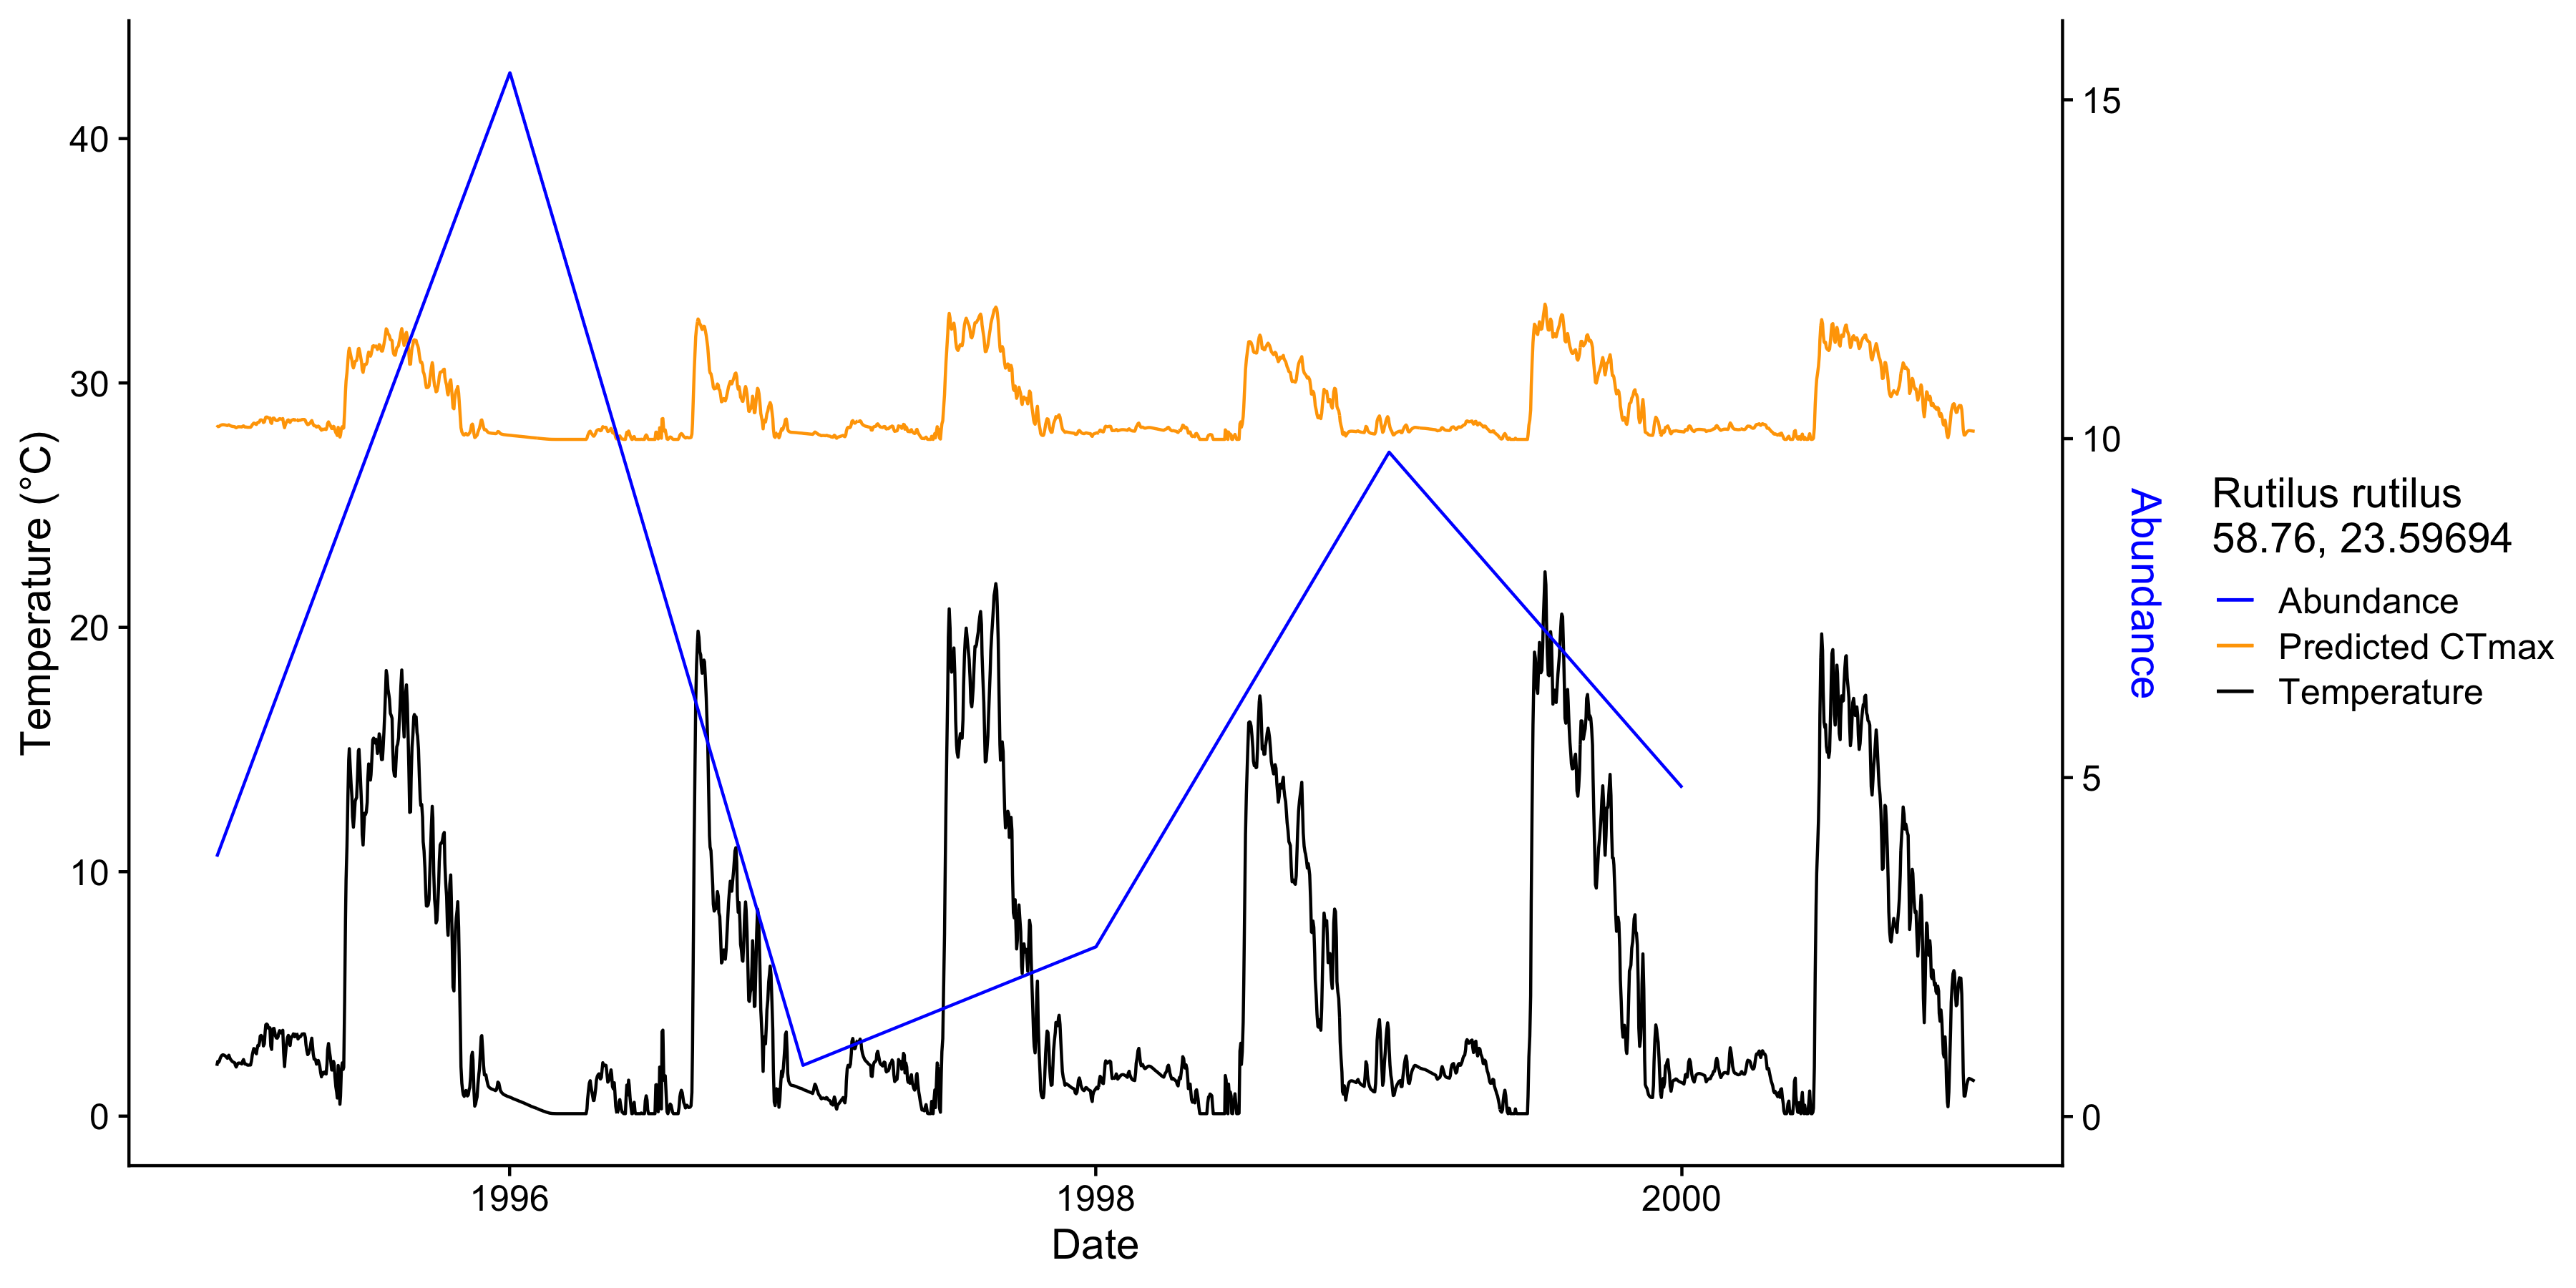 40
30
20
10
0
Temperature (°C)
1996
1998
2000
Date
15
10
5
0
Abundance
Rutilus rutilus
58.76, 23.59694
Abundance
Predicted CTmax
Temperature